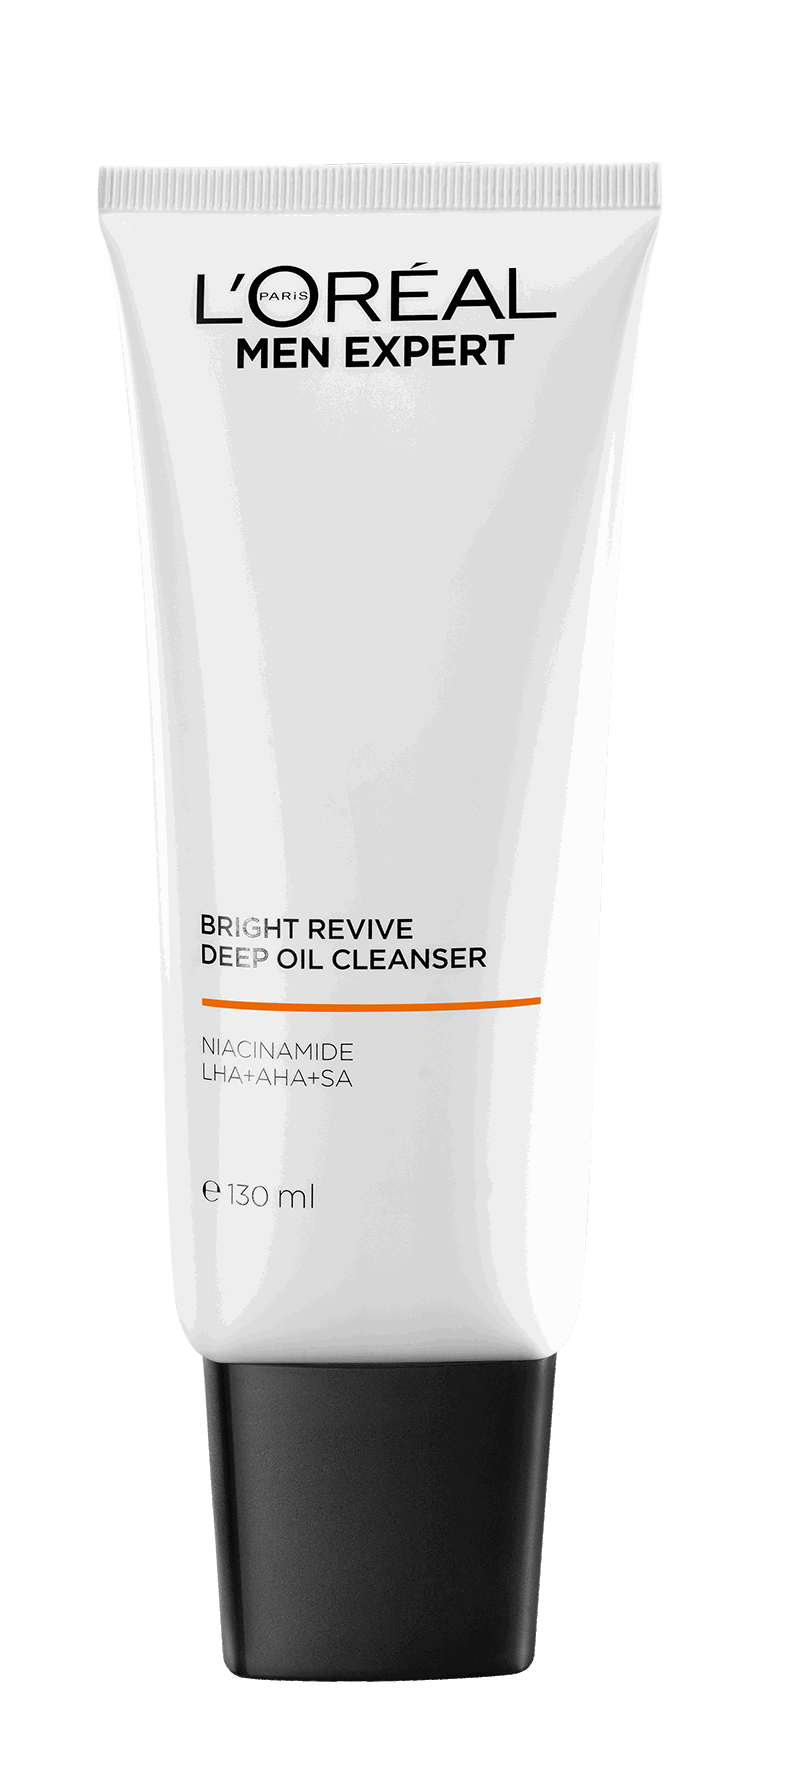 L'ORÉAL
PARiS
MEN EXPERT
BRIGHT REVIVE
DEEP OIL CLEANSER
NIACINAMIDE
LHA+AHA+SA
℮ 130 ml